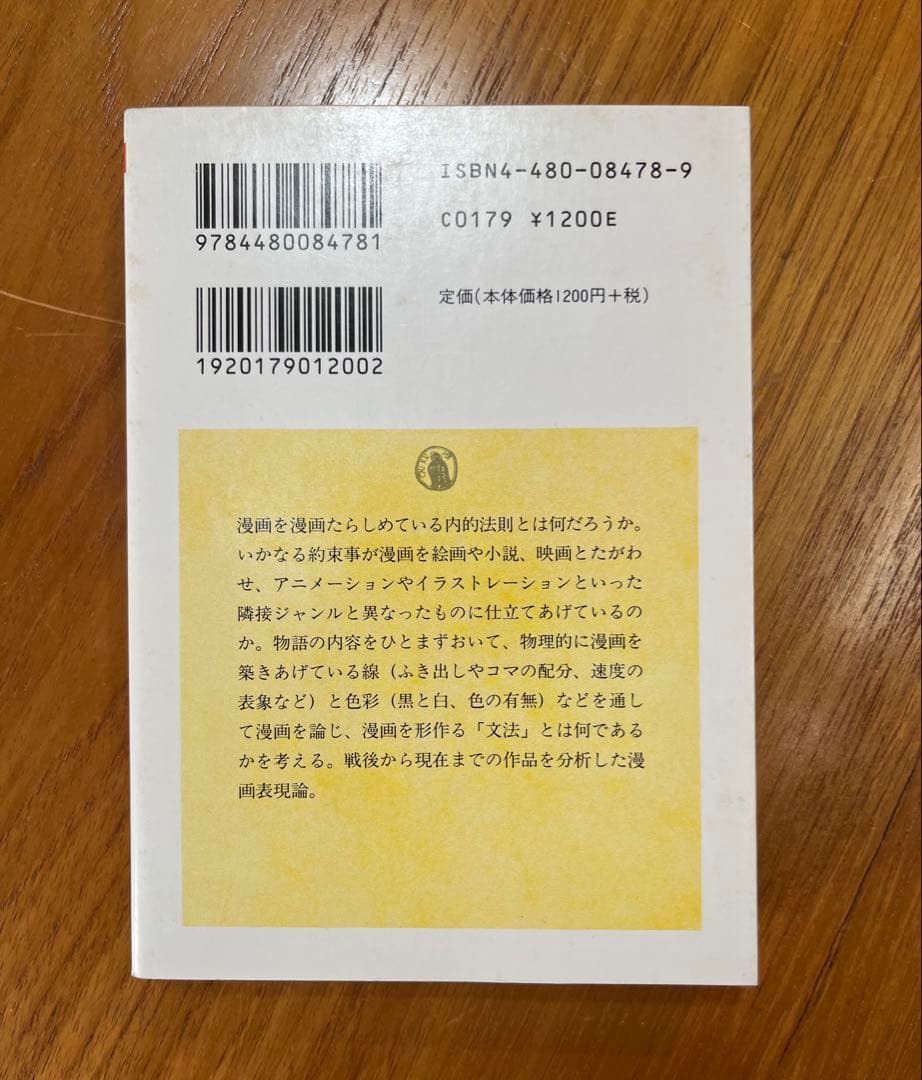 ISBN4-480-08478-9
C0179 ¥1200E
9784480084781
定価(本体価格1200円+税)
1920179012002
漫画を漫画たらしめている内的法則とは何だろうか。
いかなる約束事が漫画を絵画や小説、映画とたがわ
せ、アニメーションやイラストレーションといった
隣接ジャンルと異なったものに仕立てあげているの
か。物語の内容をひとまずおいて、物理的に漫画を
築きあげている線（ふき出しやコマの配分、速度の
表象など）と色彩（黒と白、色の有無）などを通し
て漫画を論じ、漫画を形作る「文法」とは何である
かを考える。戦後から現在までの作品を分析した漫
画表現論。